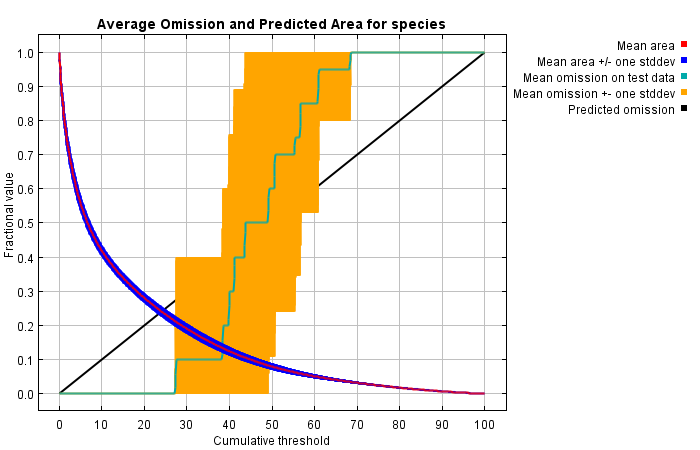 Average Omission and Predicted Area for species
Mean area
Mean area +/- one stddev
Mean omission on test data
Mean omission +- one stddev
Predicted omission
Fractional value
1.0
0.9
0.8
0.7
0.6
0.5
0.4
0.3
0.2
0.1
0.0
0 10 20 30 40 50 60 70 80 90 100
Cumulative threshold